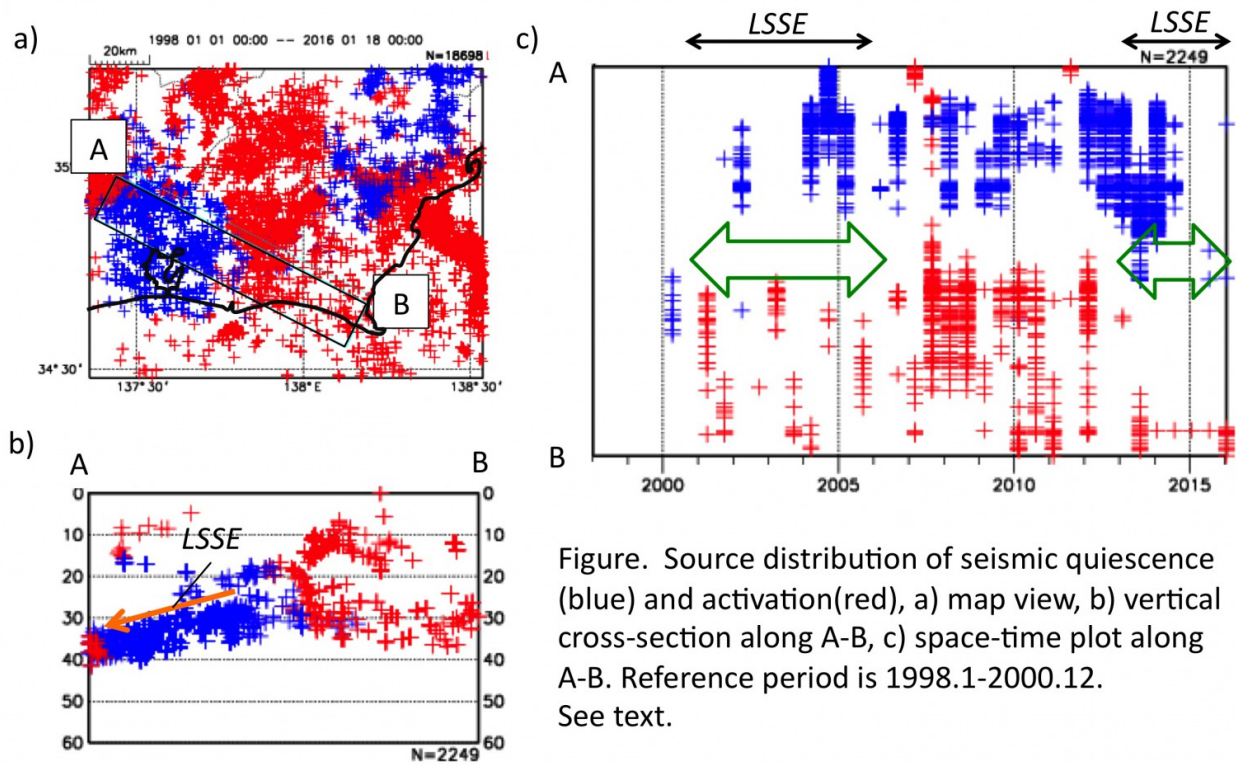 a)
1998 01 01 00:00 -- 2016 01 18 00:00
20km
N=18698
A
B
35°
34° 30'
137° 30'
138° E
138° 30'
b)
A
B
LSSE
0
10
20
30
40
50
60
0
10
20
30
40
50
60
N=2249
c)
LSSE
LSSE
N=2249
A
B
2000
2005
2010
2015
Figure. Source distribution of seismic quiescence
(blue) and activation(red), a) map view, b) vertical
cross-section along A-B, c) space-time plot along
A-B. Reference period is 1998.1-2000.12.
See text.